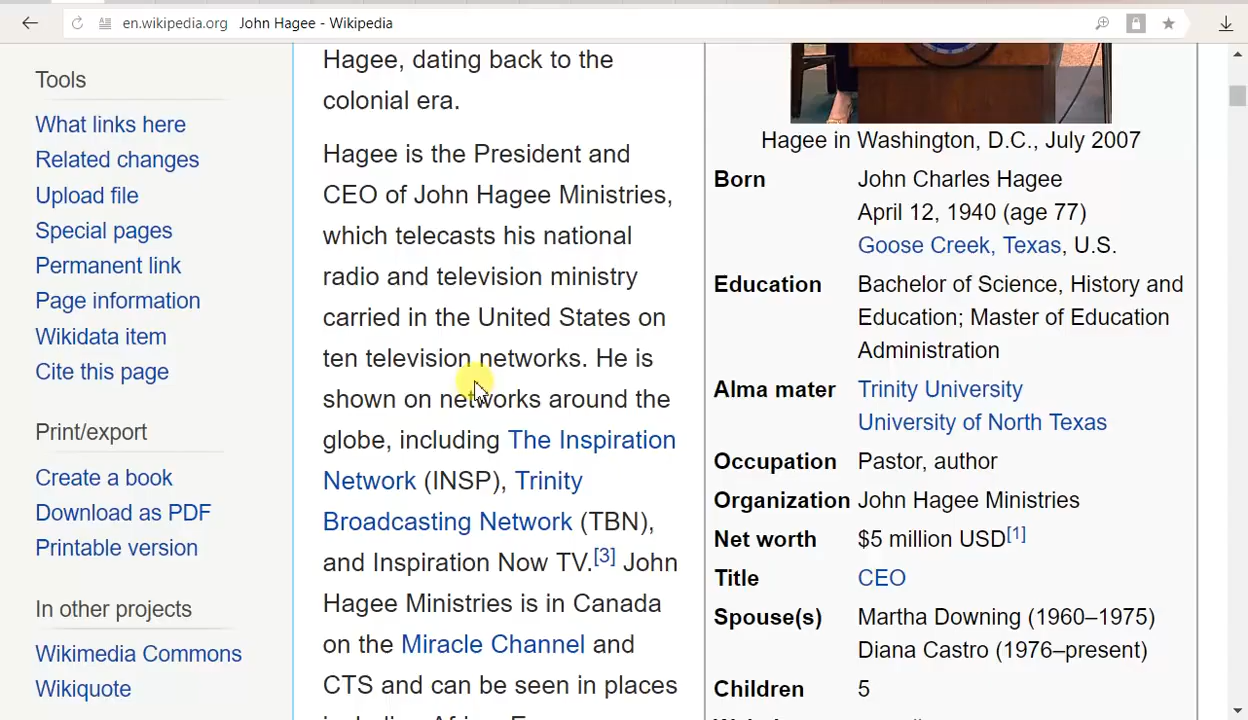 en.wikipedia.org John Hagee - Wikipedia
Tools
What links here
Related changes
Upload file
Special pages
Permanent link
Page information
Wikidata item
Cite this page
Print/export
Create a book
Download as PDF
Printable version
In other projects
Wikimedia Commons
Wikiquote
Hagee, dating back to the
colonial era.
Hagee is the President and
CEO of John Hagee Ministries,
which telecasts his national
radio and television ministry
carried in the United States on
ten television networks. He is
shown on networks around the
globe, including The Inspiration
Network (INSP), Trinity
Broadcasting Network (TBN),
and Inspiration Now TV.[3] John
Hagee Ministries is in Canada
on the Miracle Channel and
CTS and can be seen in places
Hagee in Washington, D.C., July 2007
Born John Charles Hagee
April 12, 1940 (age 77)
Goose Creek, Texas, U.S.
Education Bachelor of Science, History and
Education; Master of Education
Administration
Alma mater Trinity University
University of North Texas
Occupation Pastor, author
Organization John Hagee Ministries
Net worth $5 million USD[1]
Title CEO
Spouse(s) Martha Downing (1960–1975)
Diana Castro (1976–present)
Children 5